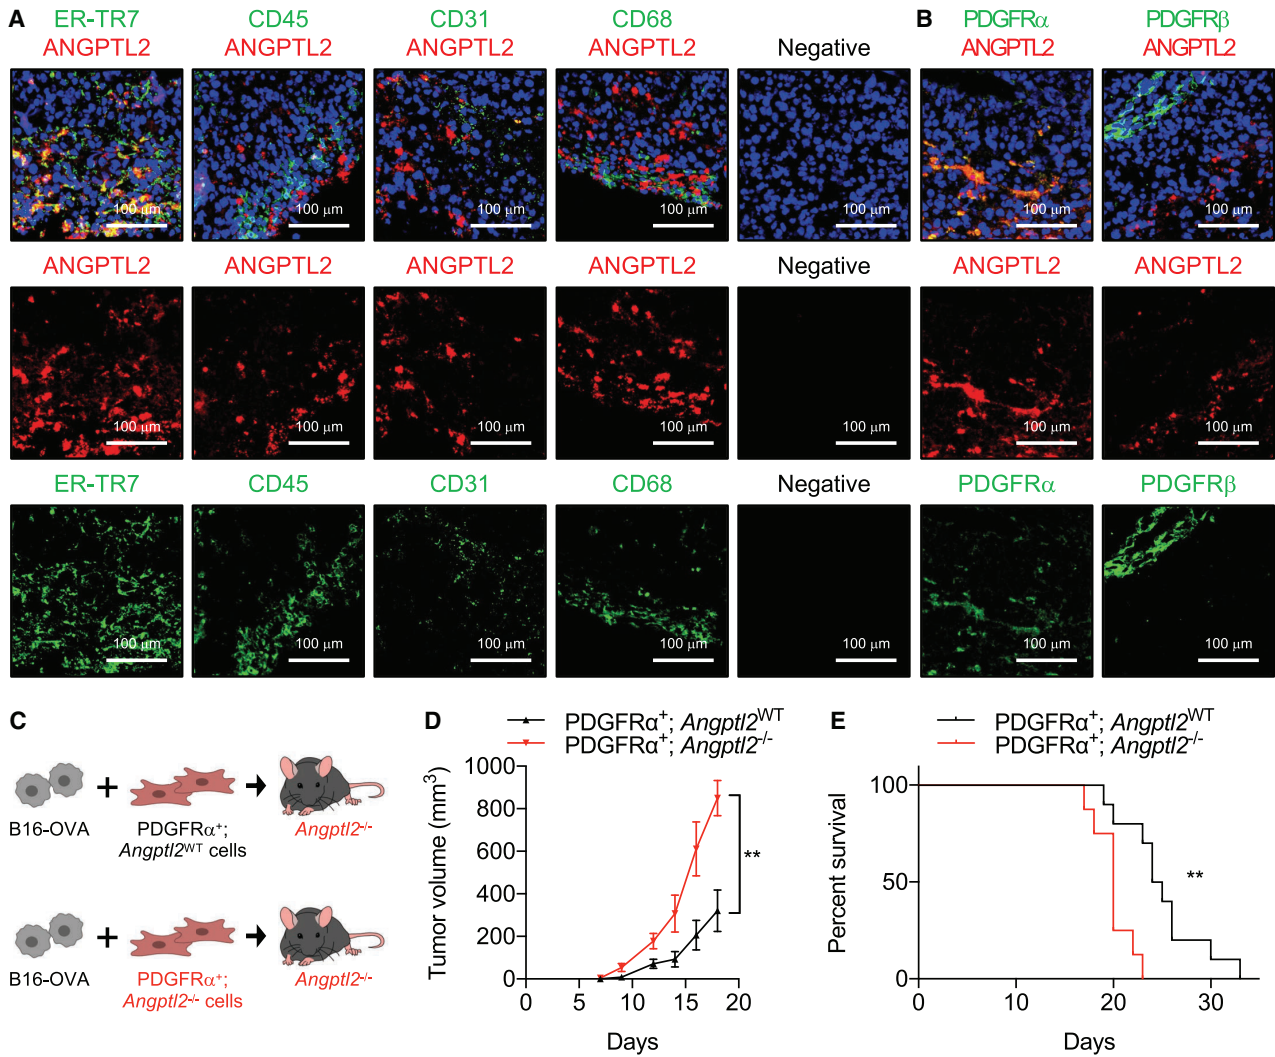 A
ER-TR7
ANGPTL2
CD45
ANGPTL2
CD31
ANGPTL2
CD68
ANGPTL2
Negative
100 μm
100 μm
100 μm
100 μm
100 μm
ANGPTL2
ANGPTL2
ANGPTL2
ANGPTL2
Negative
100 μm
100 μm
100 μm
100 μm
100 μm
ER-TR7
CD45
CD31
CD68
Negative
100 μm
100 μm
100 μm
100 μm
100 μm
B
PDGFRα
ANGPTL2
PDGFRβ
ANGPTL2
100 μm
100 μm
ANGPTL2
ANGPTL2
100 μm
100 μm
PDGFRα
PDGFRβ
100 μm
100 μm
C
B16-OVA
+
PDGFRα⁺;
Angptl2ᵂᵀ cells
Angptl2⁻/⁻
B16-OVA
+
PDGFRα⁺;
Angptl2⁻/⁻ cells
Angptl2⁻/⁻
D
PDGFRα⁺; Angptl2ᵂᵀ
PDGFRα⁺; Angptl2⁻/⁻
Tumor volume (mm³)
1000
800
600
400
200
0
**
0 5 10 15 20
Days
E
PDGFRα⁺; Angptl2ᵂᵀ
PDGFRα⁺; Angptl2⁻/⁻
Percent survival
100
50
0
**
0 10 20 30
Days